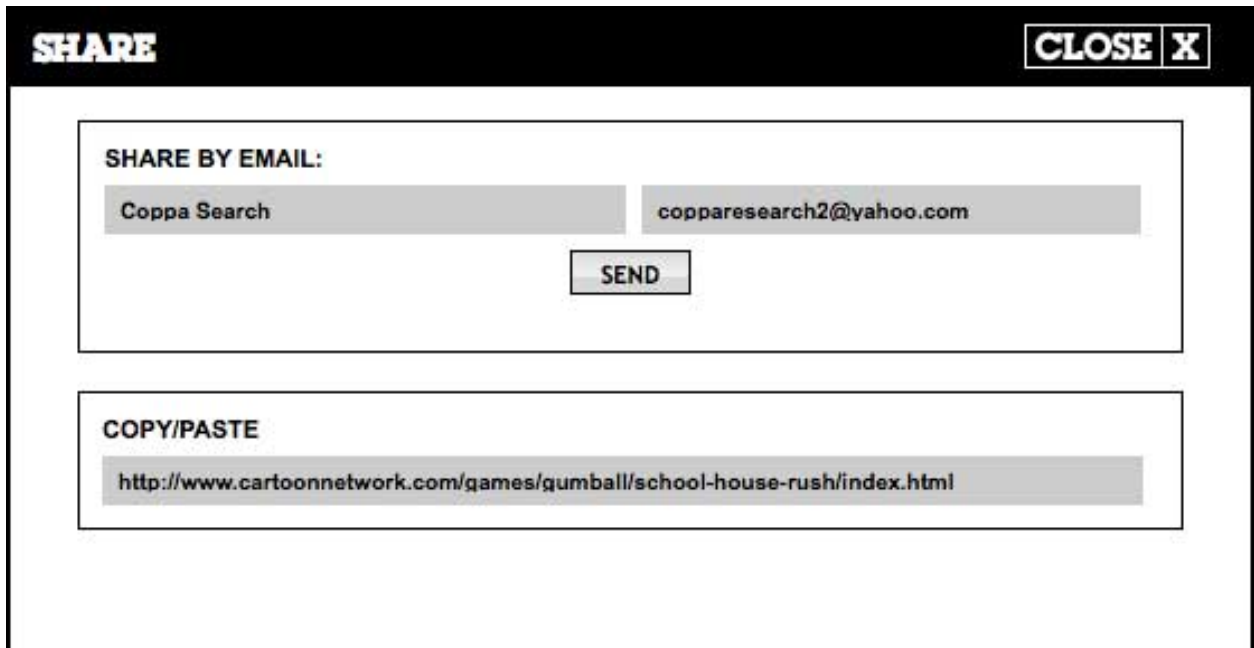 SHARE
CLOSE X
SHARE BY EMAIL:
Coppa Search copparesearch2@yahoo.com
SEND
COPY/PASTE
http://www.cartoonnetwork.com/games/gumball/school-house-rush/index.html